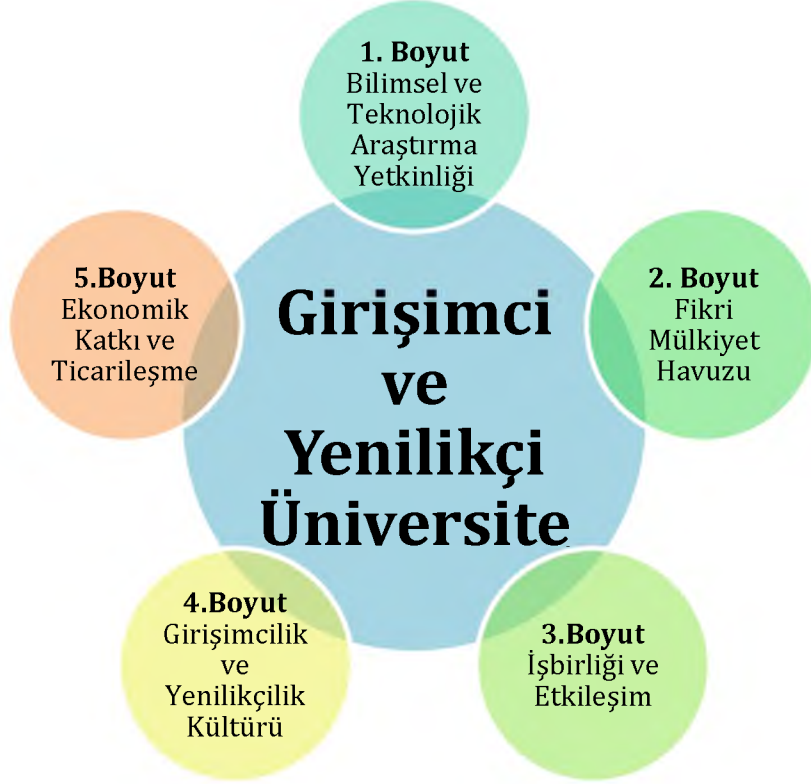 1. Boyut
Bilimsel ve
Teknolojik
Araştırma
Yetkinliği
2. Boyut
Fikri
Mülkiyet
Havuzu
3.Boyut
İşbirliği ve
Etkileşim
4.Boyut
Girişimcilik
ve
Yenilikçilik
Kültürü
5.Boyut
Ekonomik
Katkı ve
Ticarileşme
Girişimci
ve
Yenilikçi
Üniversite